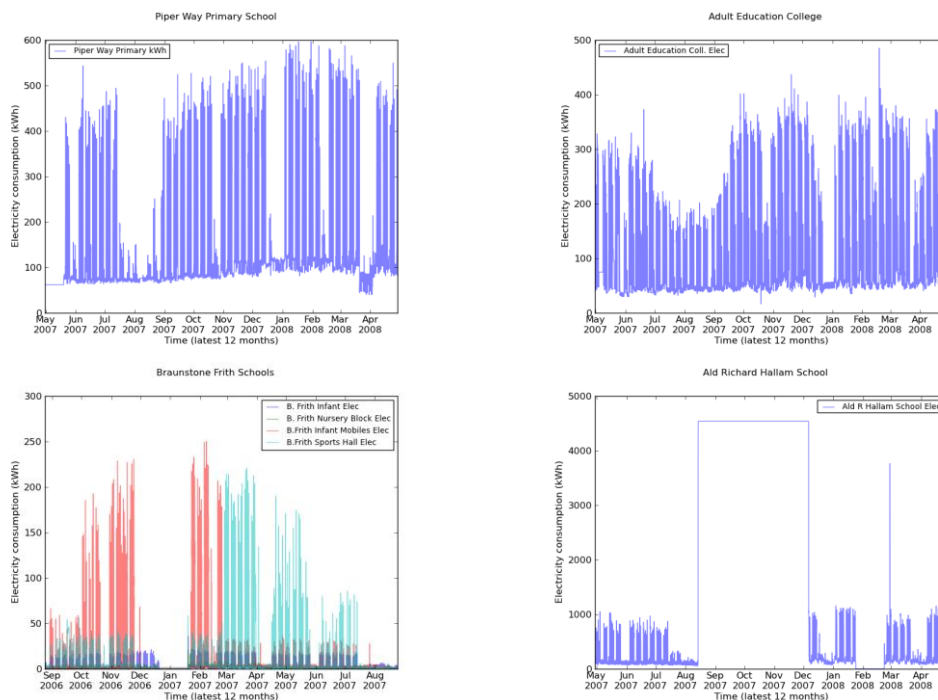 Piper Way Primary School
600
500
400
300
200
100
0
Electricity consumption (kWh)
Piper Way Primary kWh
May Jun Jul Aug Sep Mar Oct Nov Dec Jan Feb Mar Apr
2007 2007 2007 2007 2007 2007 2007 2007 2008 2008 2008 2008
Time (latest 12 months)
Adult Education College
500
400
300
200
100
0
Electricity consumption (kWh)
Adult Education Coll. Elec
May Jun Jul Aug Sep Oct Nov Dec Jan Feb Mar Apr
2007 2007 2007 2007 2007 2007 2007 2007 2008 2008 2008 2008
Time (latest 12 months)
Braunstone Frith Schools
300
250
200
150
100
50
0
Electricity consumption (kWh)
B. Frith Infant Elec
B. Frith Nursery Block Elec
B.Frith Infant Mobiles Elec
B.Frith Sports Hall Elec
Sep Oct Nov Dec Jan Feb Mar Apr May Jun Jul Aug
2006 2006 2006 2006 2007 2007 2007 2007 2007 2007 2007 2007
Time (latest 12 months)
Ald Richard Hallam School
5000
4000
3000
2000
1000
0
Electricity consumption (kWh)
Ald R Hallam School Elec
May Jun Jul Aug Sep Oct Nov Dec Jan Feb Mar Apr
2007 2007 2007 2007 2007 2007 2007 2007 2008 2008 2008 2008
Time (latest 12 months)